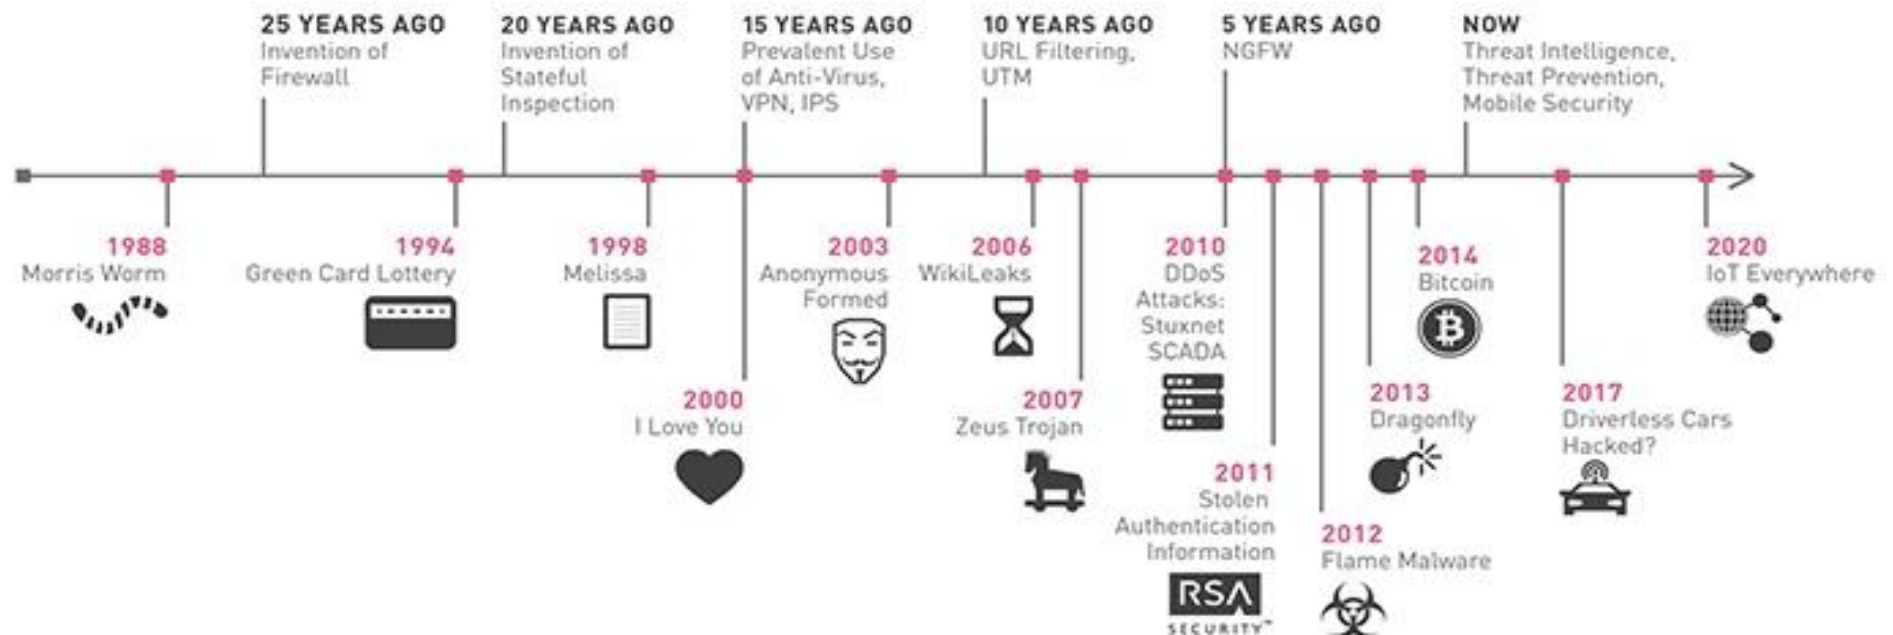 25 YEARS AGO
Invention of
Firewall
20 YEARS AGO
Invention of
Stateful
Inspection
15 YEARS AGO
Prevalent Use
of Anti-Virus,
VPN, IPS
10 YEARS AGO
URL Filtering,
UTM
5 YEARS AGO
NGFW
NOW
Threat Intelligence,
Threat Prevention,
Mobile Security
1988
Morris Worm
1994
Green Card Lottery
1998
Melissa
2000
I Love You
2003
Anonymous
Formed
2006
WikiLeaks
2007
Zeus Trojan
2010
DDoS
Attacks:
Stuxnet
SCADA
2011
Stolen
Authentication
Information
RSA
SECURITY™
2012
Flame Malware
2013
Dragonfly
2014
Bitcoin
B
2017
Driverless Cars
Hacked?
2020
IoT Everywhere